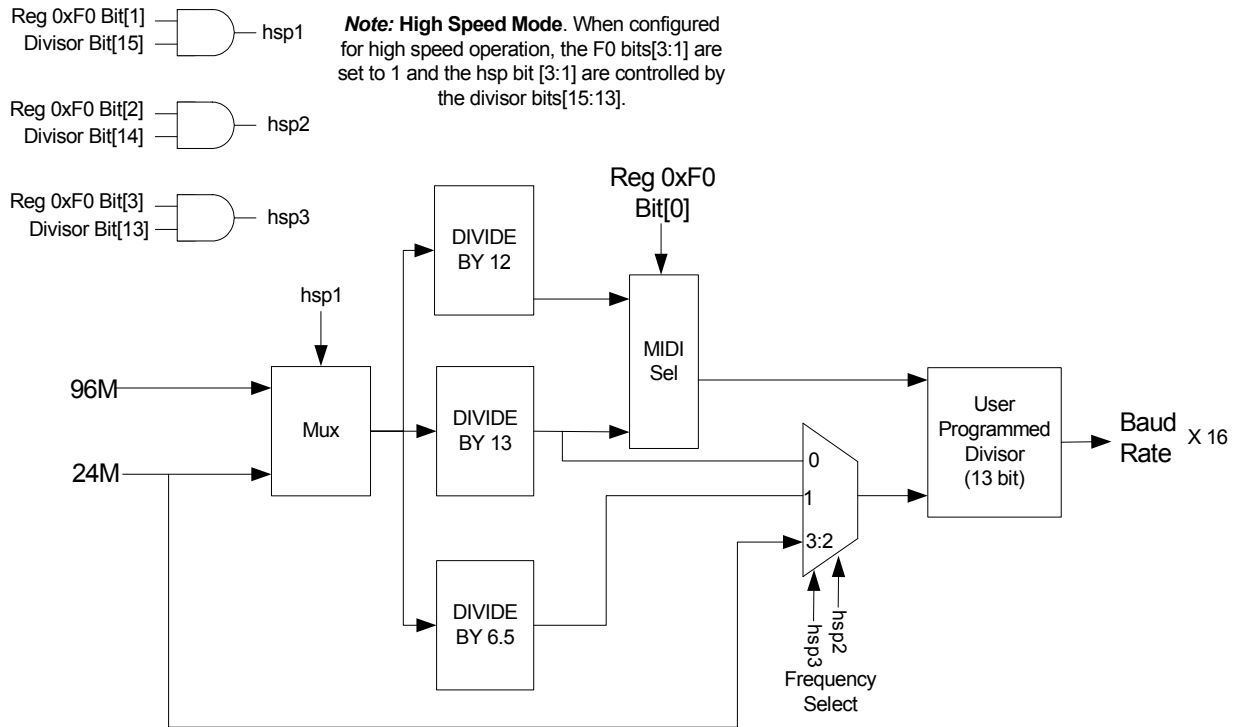 Reg 0xF0 Bit[1]
Divisor Bit[15]
hsp1
Note: High Speed Mode. When configured
for high speed operation, the F0 bits[3:1] are
set to 1 and the hsp bit [3:1] are controlled by
the divisor bits[15:13].
Reg 0xF0 Bit[2]
Divisor Bit[14]
hsp2
Reg 0xF0 Bit[3]
Divisor Bit[13]
hsp3
Reg 0xF0
Bit[0]
DIVIDE
BY 12
hsp1
MIDI
Sel
96M
24M
Mux
DIVIDE
BY 13
User
Programmed
Divisor
(13 bit)
Baud
Rate
X 16
0
1
3:2
DIVIDE
BY 6.5
hsp3
hsp2
Frequency
Select